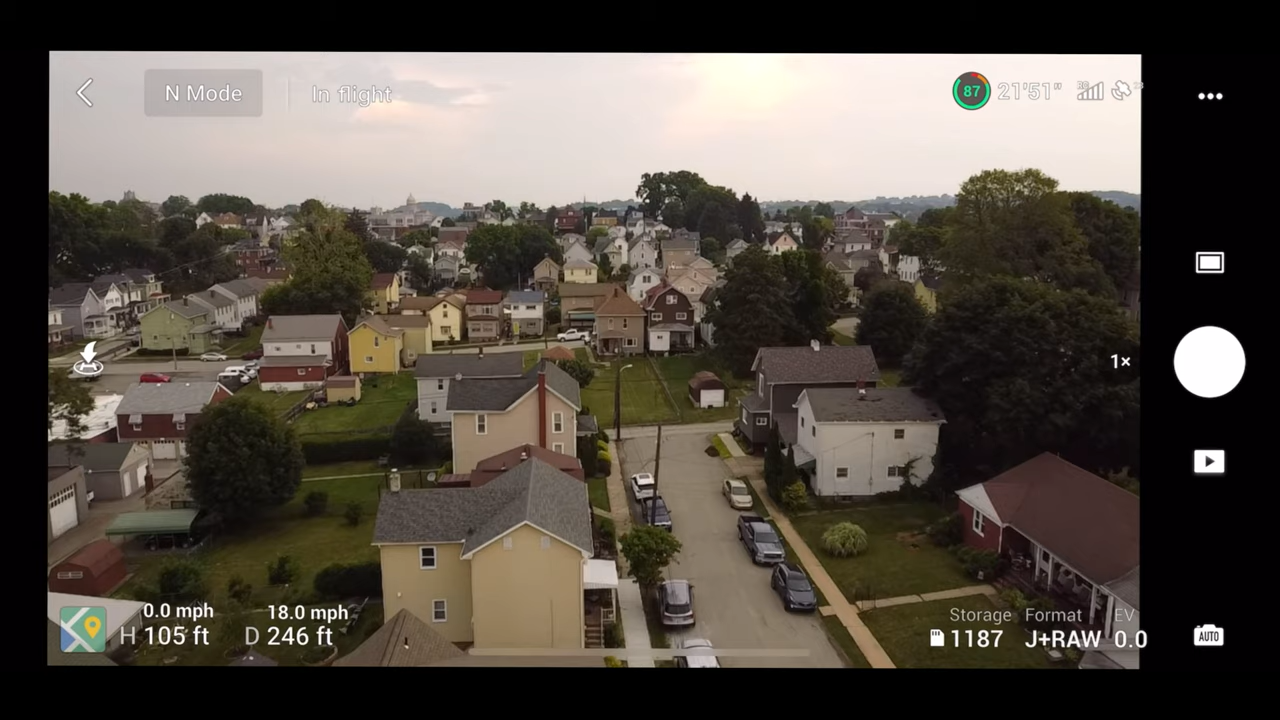 N Mode
In flight
87
21'51"
RC
1×
0.0 mph
18.0 mph
H 105 ft
D 246 ft
Storage
Format
EV
1187
J+RAW
0.0
AUTO